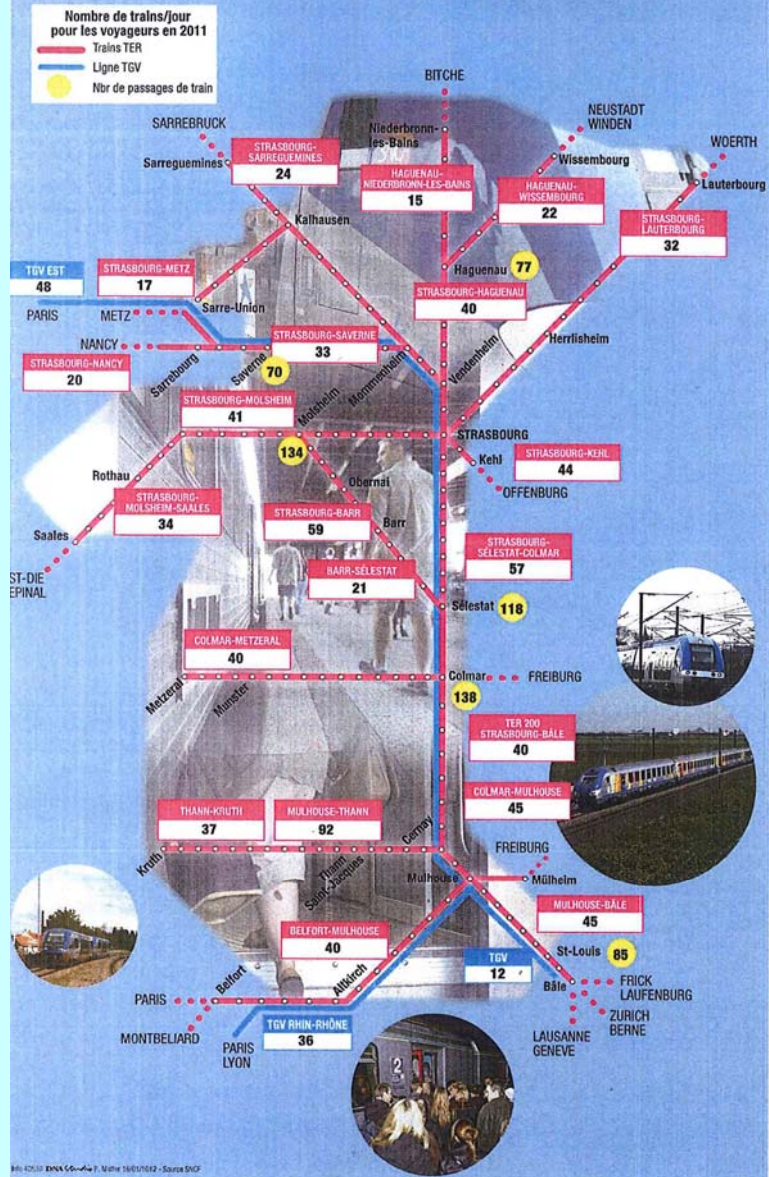 Nombre de trains/jour
pour les voyageurs en 2011
Trains TER
Ligne TGV
Nbr de passages de train
BITCHE
NEUSTADT
WINDEN
SARREBRUCK
Niederbronn-
les-Bains
WOERTH
Sarreguemines
STRASBOURG-
SARREGUEMINES
24
HAGUENAU-
NIEDERBRONN-LES-BAINS
15
Wissembourg
HAGUENAU-
WISSEMBOURG
22
Lauterbourg
STRASBOURG-
LAUTERBOURG
32
Kalhausen
TGV EST
48
PARIS
STRASBOURG-METZ
17
Haguenau
77
Sarre-Union
METZ
STRASBOURG-HAGUENAU
40
NANCY
STRASBOURG-SAVERNE
33
Herrlisheim
STRASBOURG-NANCY
20
Sarrebourg
Saverne
70
Mommenheim
Vendenheim
STRASBOURG-MOLSHEIM
41
Molsheim
134
STRASBOURG
Kehl
STRASBOURG-KEHL
44
OFFENBURG
Rothau
STRASBOURG-
MOLSHEIM-SAALES
34
Obernai
STRASBOURG-BARR
59
Barr
Saales
ST-DIE
EPINAL
STRASBOURG-
SÉLESTAT-COLMAR
57
BARR-SÉLESTAT
21
Sélestat
118
COLMAR-METZERAL
40
Metzeral
Munster
Colmar
138
FREIBURG
TER 200
STRASBOURG-BÂLE
40
COLMAR-MULHOUSE
45
THANN-KRUTH
37
MULHOUSE-THANN
92
Cernay
Kruth
Thann
Saint-Jacques
FREIBURG
Mulhouse
Mülheim
MULHOUSE-BÂLE
45
BELFORT-MULHOUSE
40
St-Louis
85
TGV
12
Belfort
Altkirch
Bâle
FRICK
LAUFENBURG
PARIS
MONTBELIARD
TGV RHIN-RHÔNE
36
PARIS
LYON
ZURICH
BERNE
LAUSANNE
GENEVE
2
Source SNCF